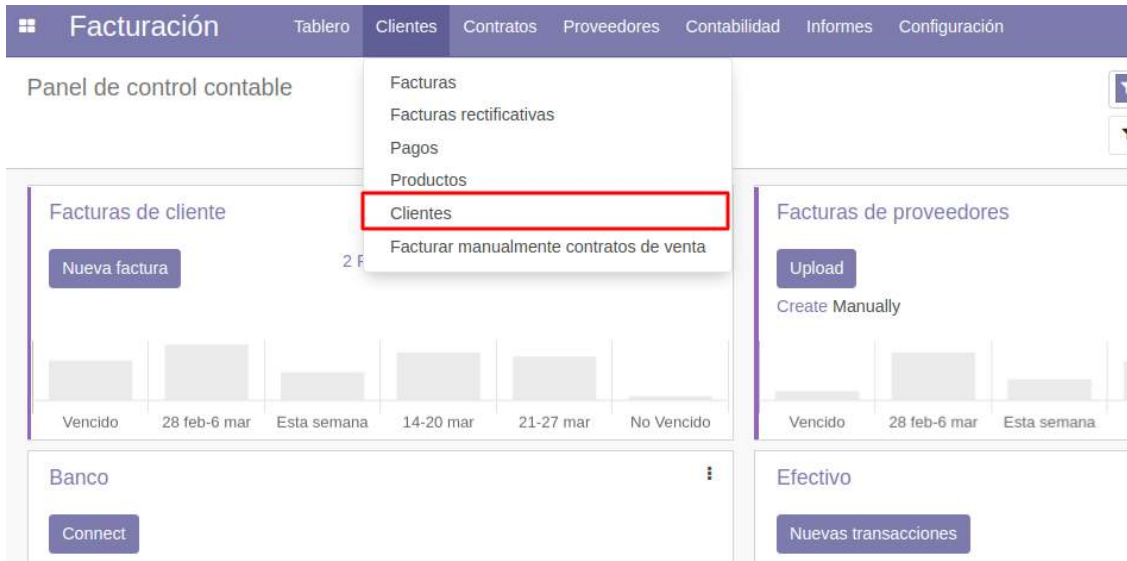 Facturación Tablero Clientes Contratos Proveedores Contabilidad Informes Configuración
Panel de control contable
Facturas
Facturas rectificativas
Pagos
Productos
Clientes
Facturar manualmente contratos de venta
Facturas de cliente
Nueva factura
2
Vencido 28 feb-6 mar Esta semana 14-20 mar 21-27 mar No Vencido
Facturas de proveedores
Upload
Create Manually
Vencido 28 feb-6 mar Esta semana
Banco
Connect
Efectivo
Nuevas transacciones